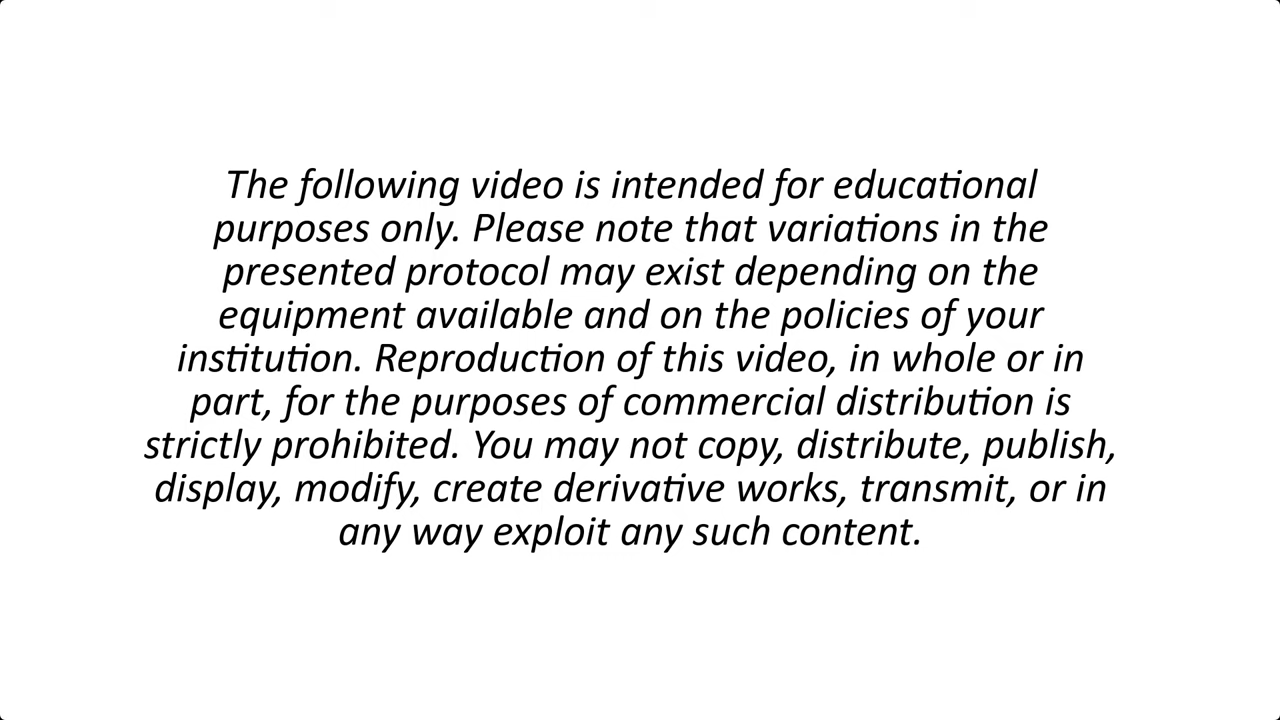 The following video is intended for educational
purposes only. Please note that variations in the
presented protocol may exist depending on the
equipment available and on the policies of your
institution. Reproduction of this video, in whole or in
part, for the purposes of commercial distribution is
strictly prohibited. You may not copy, distribute, publish,
display, modify, create derivative works, transmit, or in
any way exploit any such content.